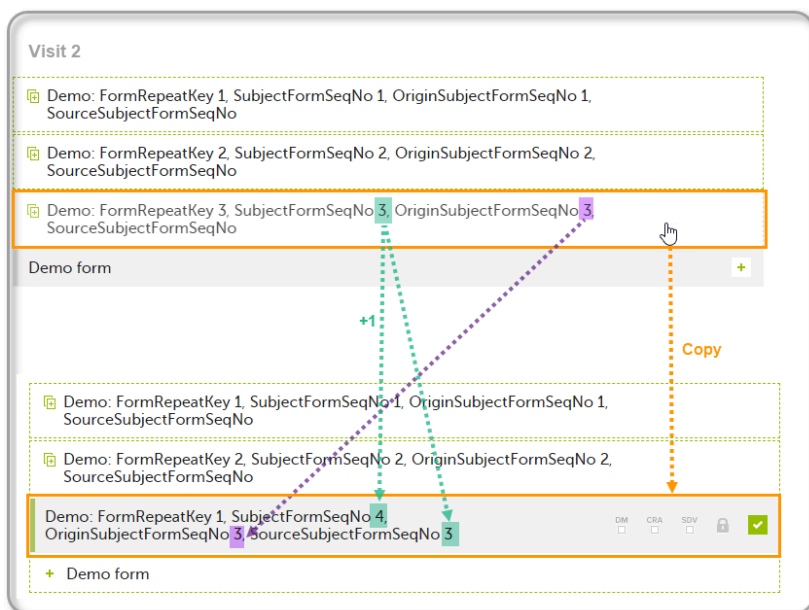 Visit 2
Demo: FormRepeatKey 1, SubjectFormSeqNo 1, OriginSubjectFormSeqNo 1,
SourceSubjectFormSeqNo
Demo: FormRepeatKey 2, SubjectFormSeqNo 2, OriginSubjectFormSeqNo 2,
SourceSubjectFormSeqNo
Demo: FormRepeatKey 3, SubjectFormSeqNo 3, OriginSubjectFormSeqNo 3,
SourceSubjectFormSeqNo
Demo form +
+1
Copy
Demo: FormRepeatKey 1, SubjectFormSeqNo 1, OriginSubjectFormSeqNo 1,
SourceSubjectFormSeqNo
Demo: FormRepeatKey 2, SubjectFormSeqNo 2, OriginSubjectFormSeqNo 2,
SourceSubjectFormSeqNo
Demo: FormRepeatKey 1, SubjectFormSeqNo 4,
OriginSubjectFormSeqNo 3, SourceSubjectFormSeqNo 3
DM CRA SDV
+ Demo form